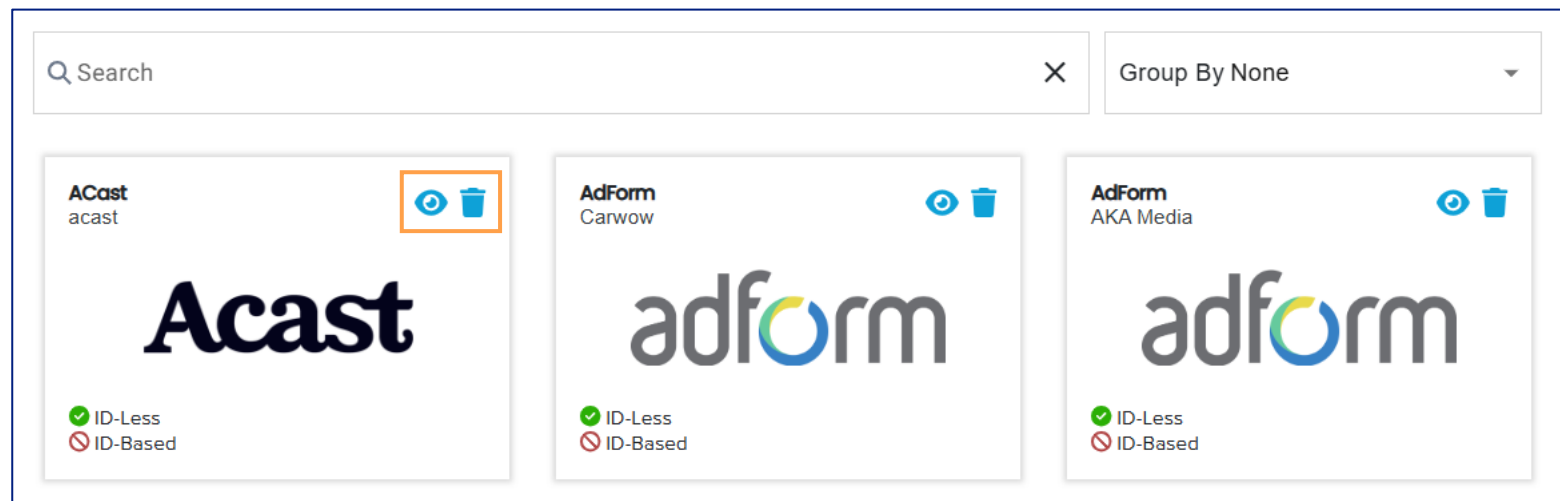 Search
Group By None
ACast
acast
Acast
ID-Less
ID-Based
AdForm
Carwow
adform
ID-Less
ID-Based
AdForm
AKA Media
adform
ID-Less
ID-Based